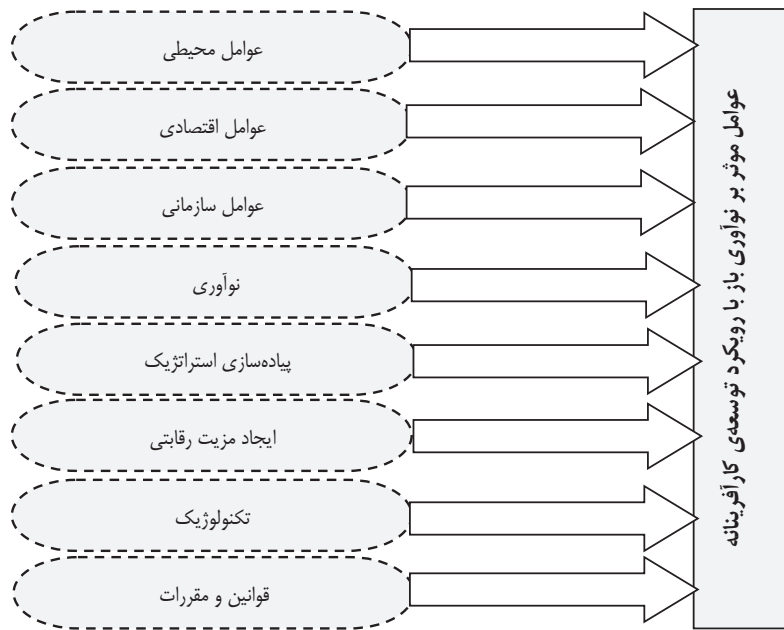 عوامل محیطی
عوامل اقتصادی
عوامل سازمانی
نوآوری
پیاده‌سازی استراتژیک
ایجاد مزیت رقابتی
تکنولوژیک
قوانین و مقررات
عوامل موثر بر نوآوری باز با رویکرد توسعه‌ی کارآفرینانه